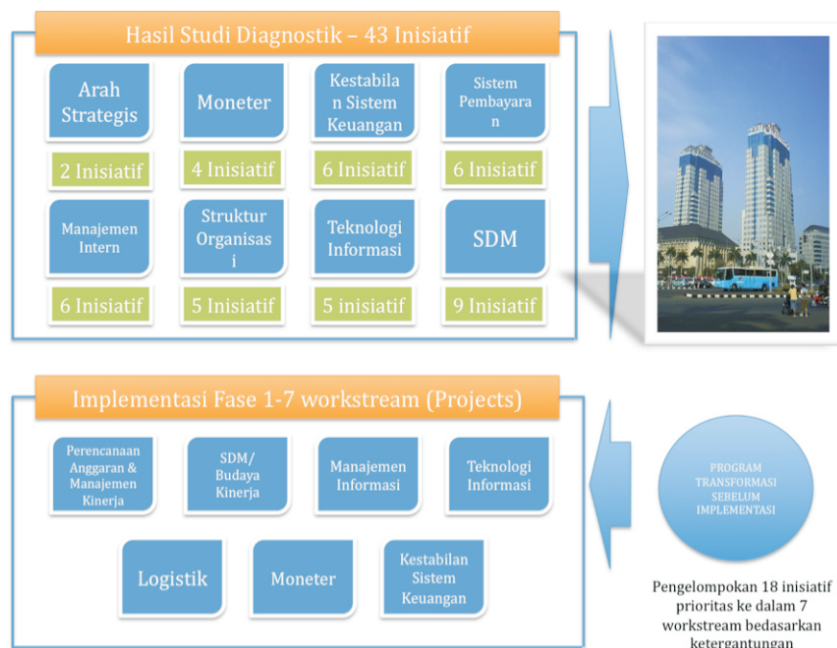 Hasil Studi Diagnostik – 43 Inisiatif
Arah
Strategis
Moneter
Kestabila
n Sistem
Keuangan
Sistem
Pembayara
n
2 Inisiatif
4 Inisiatif
6 Inisiatif
6 Inisiatif
Manajemen
Intern
Struktur
Organisas
i
Teknologi
Informasi
SDM
6 Inisiatif
5 Inisiatif
5 inisiatif
9 Inisiatif
Implementasi Fase 1-7 workstream (Projects)
Perencanaan
Anggaran &
Manajemen
Kinerja
SDM/
Budaya
Kinerja
Manajemen
Informasi
Teknologi
Informasi
Logistik
Moneter
Kestabilan
Sistem
Keuangan
PROGRAM
TRANSFORMASI
SEBELUM
IMPLEMENTASI
Pengelompokan 18 inisiatif
prioritas ke dalam 7
workstream bedasarkan
ketergantungan